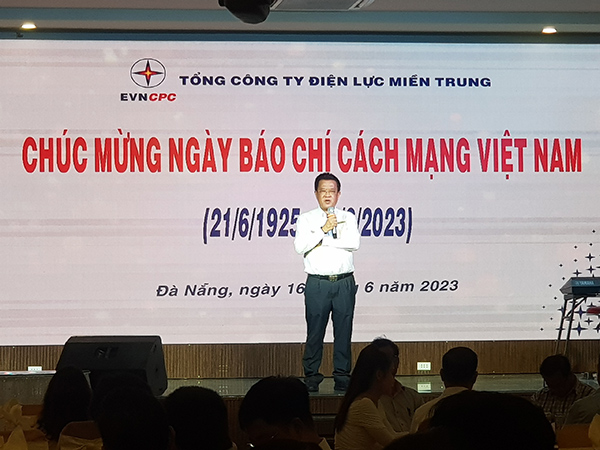 TỔNG CÔNG TY ĐIỆN LỰC MIỀN TRUNG
EVNCPC
CHÚC MỪNG NGÀY BÁO CHÍ CÁCH MẠNG VIỆT NAM
(21/6/1925 /2023)
Đà Nẵng, ngày 16 6 năm 2023
YAMAHA